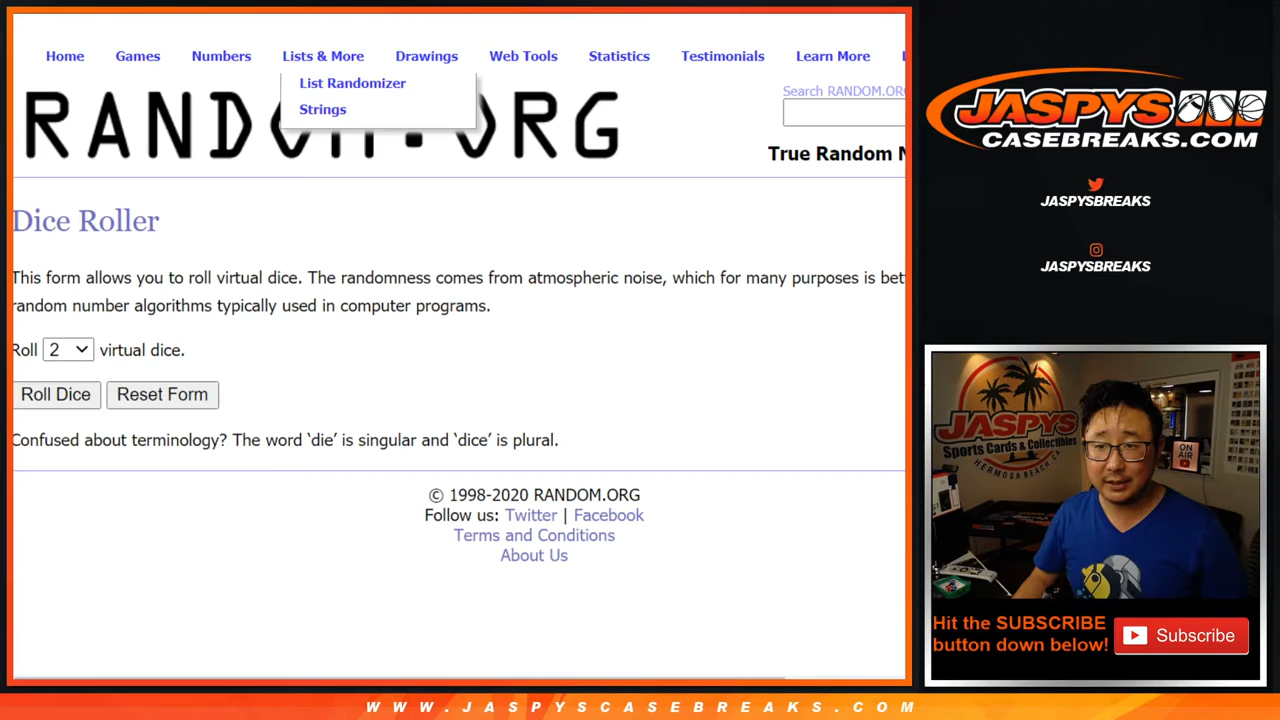 Home Games Numbers Lists & More Drawings Web Tools Statistics Testimonials Learn More
List Randomizer
Strings
RANDOM.ORG
Search RANDOM.OR
True Random N
Dice Roller
This form allows you to roll virtual dice. The randomness comes from atmospheric noise, which for many purposes is bet
random number algorithms typically used in computer programs.
Roll 2 virtual dice.
Roll Dice Reset Form
Confused about terminology? The word ‘die’ is singular and ‘dice’ is plural.
© 1998-2020 RANDOM.ORG
Follow us: Twitter | Facebook
Terms and Conditions
About Us
JASPYS
CASEBREAKS.COM
JASPYSBREAKS
JASPYSBREAKS
JASPYS
Sports Cards & Collectibles
HERMOSA BEACH, CA
ON
AIR
Hit the SUBSCRIBE
button down below!
Subscribe
WWW.JASPYSCASEBREAKS.COM